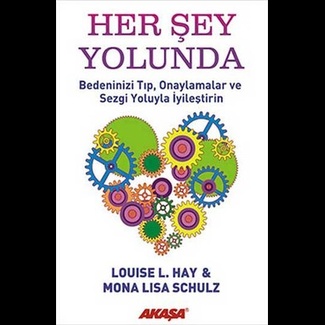 HER ŞEY
YOLUNDA
Bedeninizi Tıp, Onaylamalar ve
Sezgi Yoluyla İyileştirin
LOUISE L. HAY &
MONA LISA SCHULZ
AKAŞA